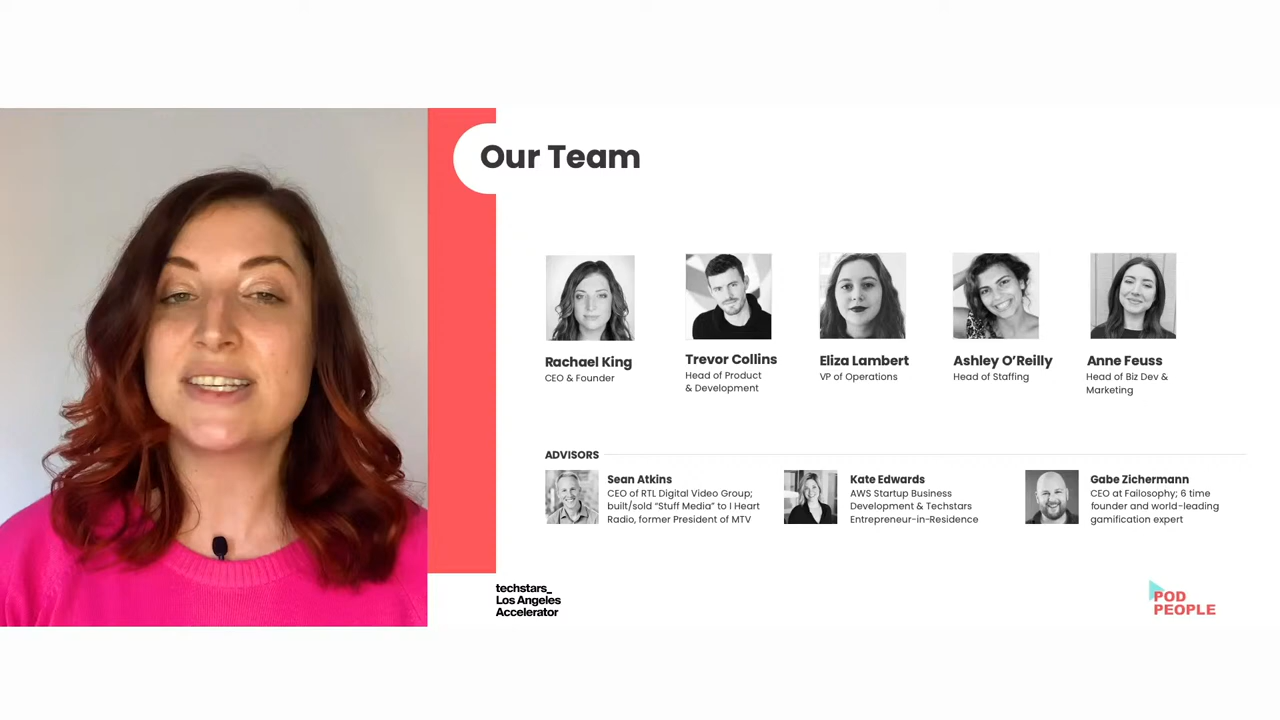 Our Team
Rachael King
CEO & Founder
Trevor Collins
Head of Product
& Development
Eliza Lambert
VP of Operations
Ashley O’Reilly
Head of Staffing
Anne Feuss
Head of Biz Dev &
Marketing
ADVISORS
Sean Atkins
CEO of RTL Digital Video Group;
built/sold “Stuff Media” to I Heart
Radio, former President of MTV
Kate Edwards
AWS Startup Business
Development & Techstars
Entrepreneur-in-Residence
Gabe Zichermann
CEO at Failosophy; 6 time
founder and world-leading
gamification expert
techstars_
Los Angeles
Accelerator
POD
PEOPLE